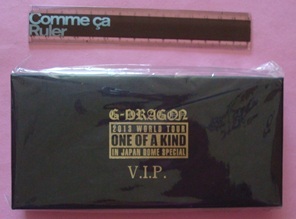 Comme ça
Ruler
G-DRAGON
2013 WORLD TOUR
ONE OF A KIND
IN JAPAN DOME SPECIAL
V.I.P.